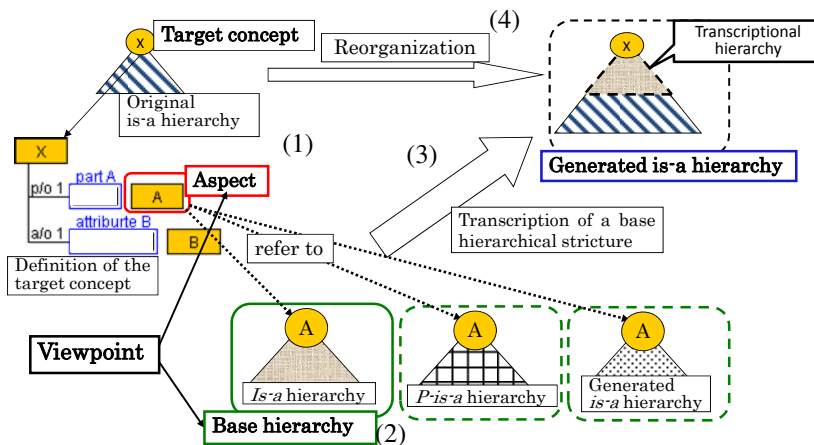 (4)
x
Target concept
Reorganization
x
Transcriptional
hierarchy
Original
is-a hierarchy
X
(1)
(3)
Generated is-a hierarchy
part A
p/o 1
A
Aspect
attriburte B
a/o 1
B
refer to
Transcription of a base
hierarchical stricture
Definition of the
target concept
Viewpoint
A
Is-a hierarchy
A
P-is-a hierarchy
A
Generated
is-a hierarchy
Base hierarchy
(2)